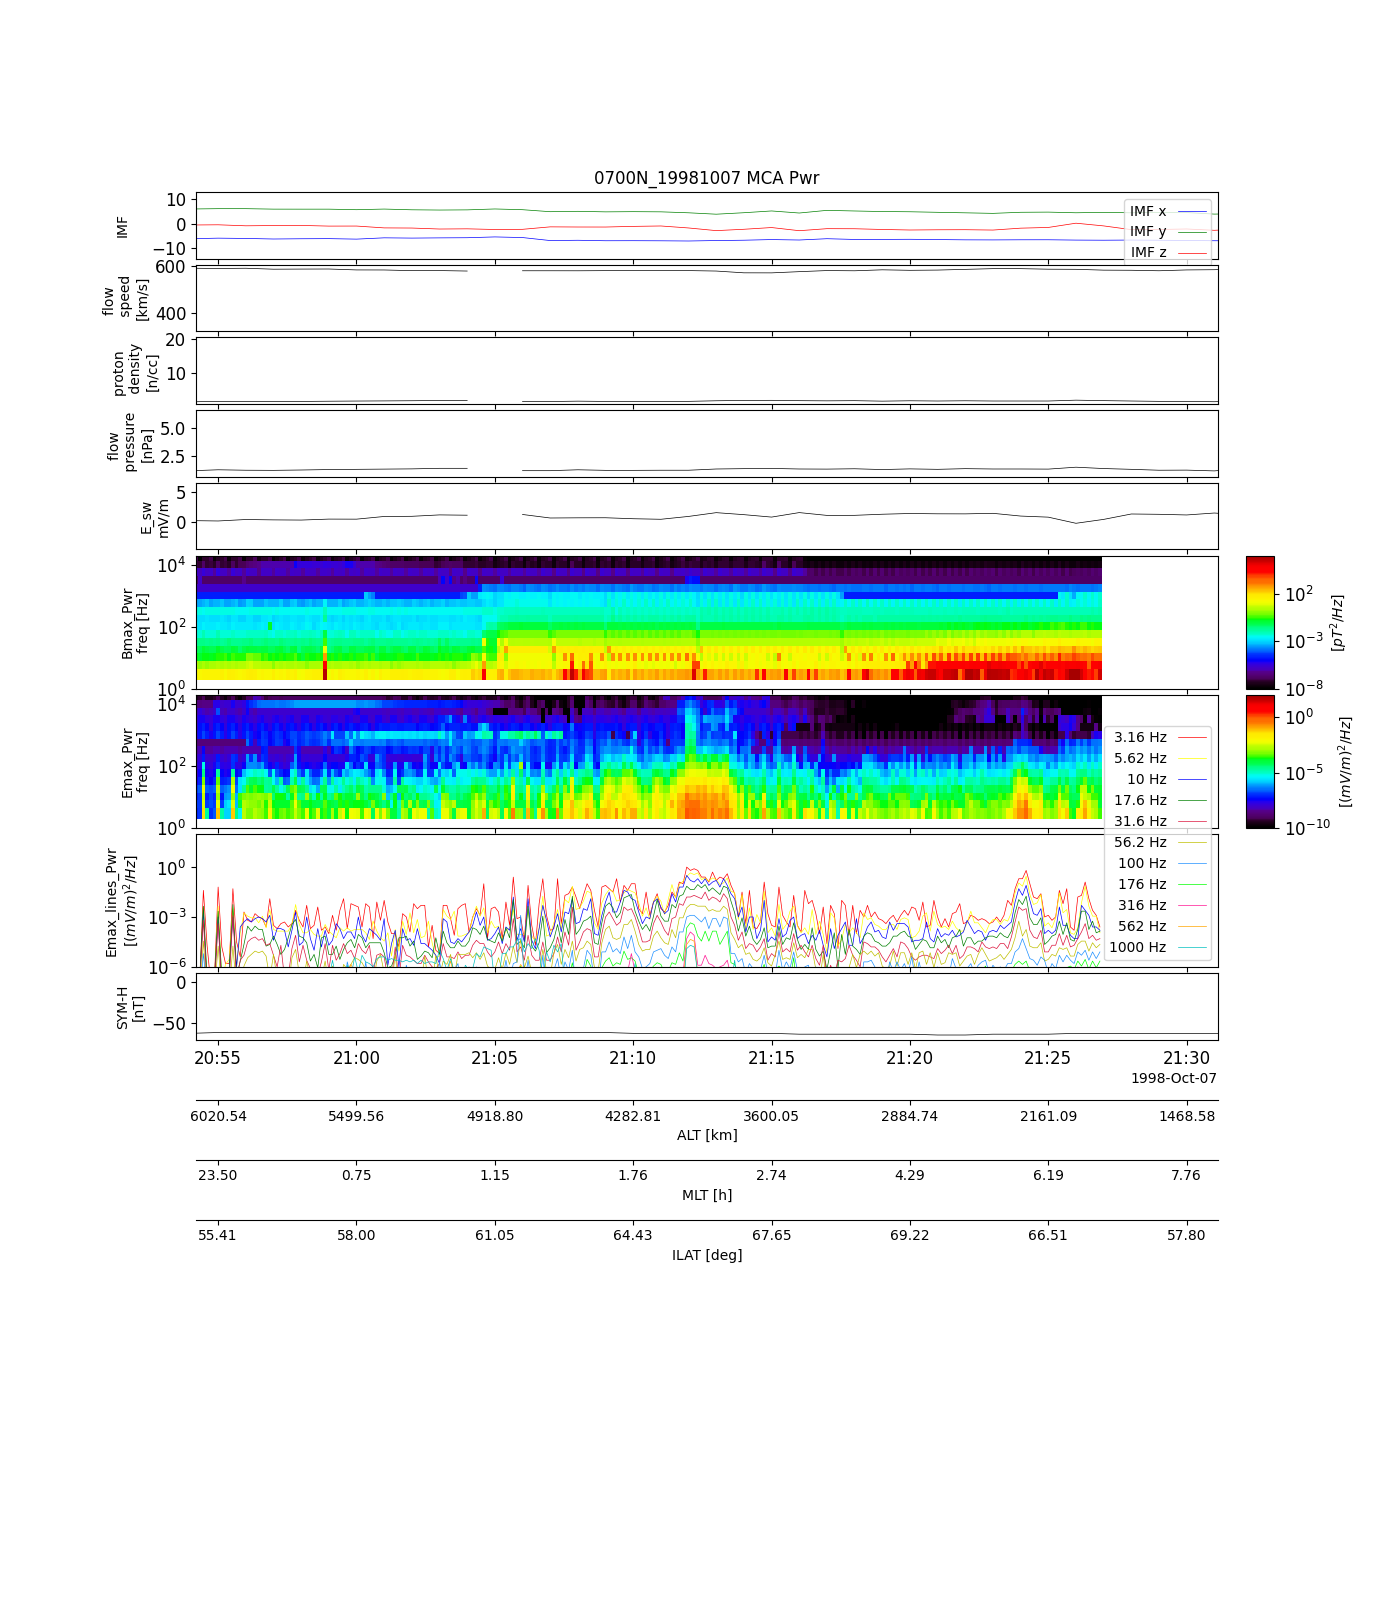 0700N_19981007 MCA Pwr
IMF
10
0
−10
IMF x
IMF y
IMF z
flow
speed
[km/s]
600
400
proton
density
[n/cc]
20
10
flow
pressure
[nPa]
5.0
2.5
E_sw
mV/m
5
0
Bmax_Pwr
freq [Hz]
10^4
10^2
10^0
10^2
10^−3
10^−8
[pT^2/Hz]
Emax_Pwr
freq [Hz]
10^4
10^2
10^0
10^0
10^−5
10^−10
[(mV/m)^2/Hz]
3.16 Hz
5.62 Hz
10 Hz
17.6 Hz
31.6 Hz
56.2 Hz
100 Hz
176 Hz
316 Hz
562 Hz
1000 Hz
Emax_lines_Pwr
[(mV/m)^2/Hz]
10^0
10^−3
10^−6
SYM-H
[nT]
0
−50
20:55 21:00 21:05 21:10 21:15 21:20 21:25 21:30
1998-Oct-07
6020.54 5499.56 4918.80 4282.81 3600.05 2884.74 2161.09 1468.58
ALT [km]
23.50 0.75 1.15 1.76 2.74 4.29 6.19 7.76
MLT [h]
55.41 58.00 61.05 64.43 67.65 69.22 66.51 57.80
ILAT [deg]